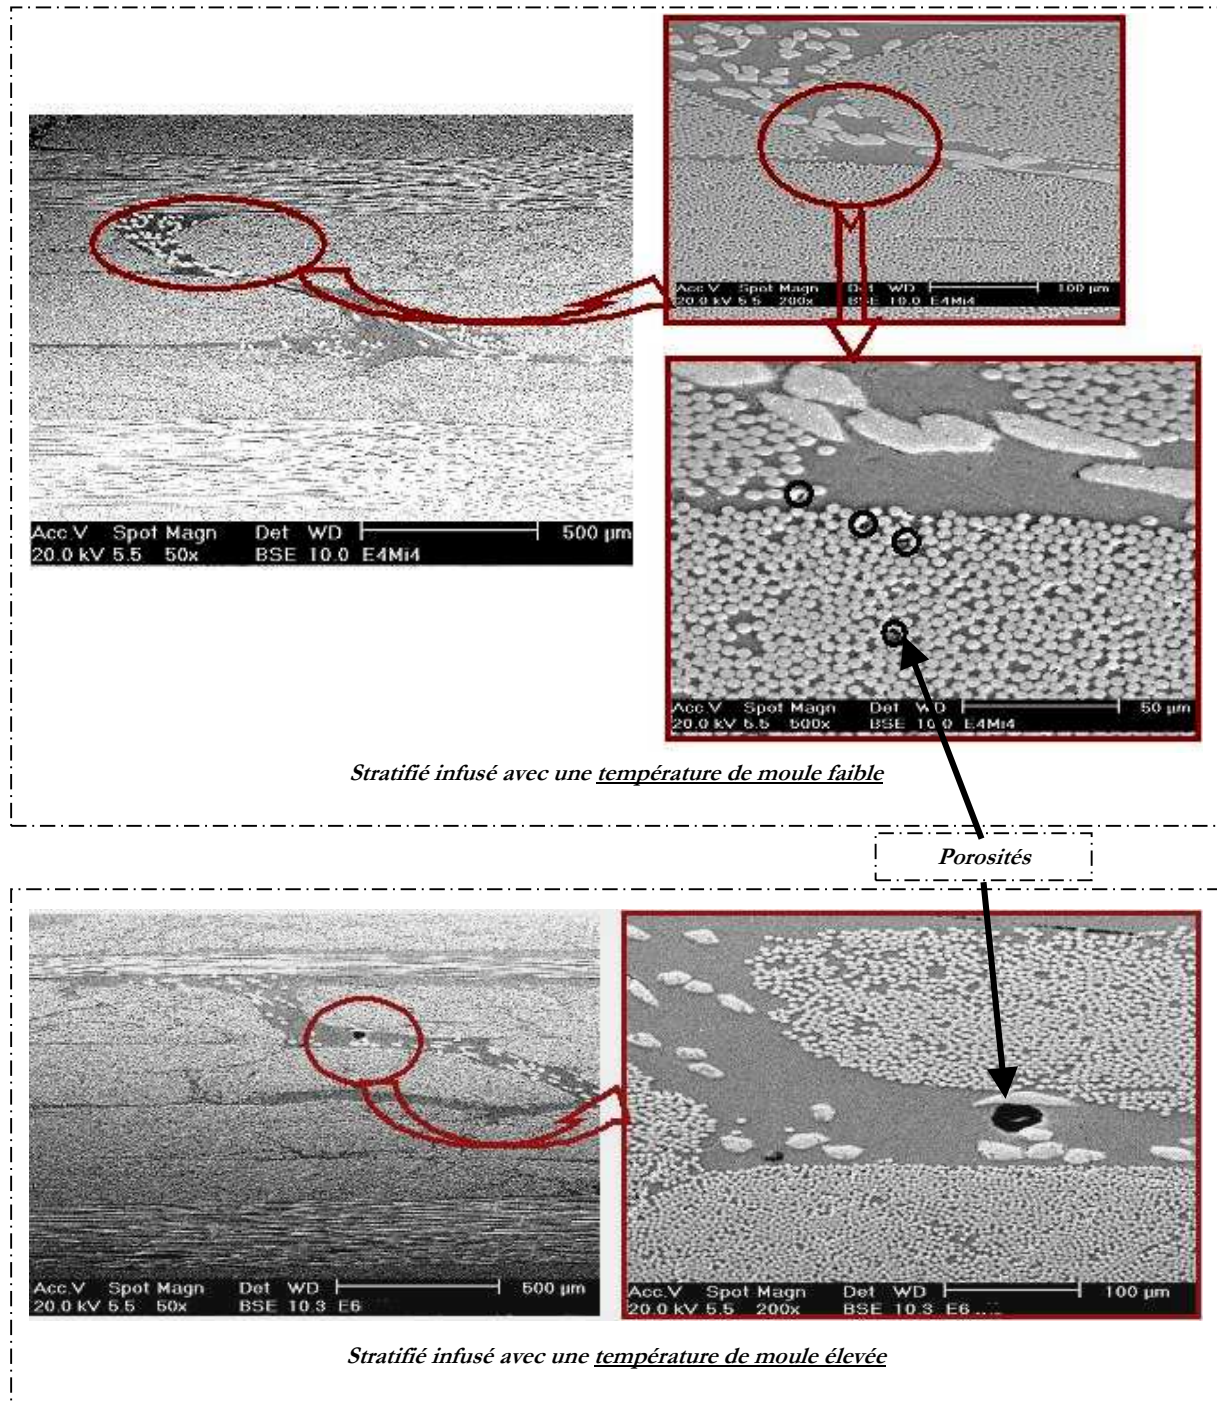 Acc.V Spot Magn Det WD 500 µm
20.0 kV 5.5 50x BSE 10.0 E4Mi4
Acc.V Spot Magn Det WD 100 µm
20.0 kV 5.5 200x BSE 10.0 E4Mi4
Acc.V Spot Magn Det WD 50 µm
20.0 kV 5.5 500x BSE 10.0 E4Mi4
Stratifié infusé avec une température de moule faible
Porosités
Acc.V Spot Magn Det WD 500 µm
20.0 kV 5.5 50x BSE 10.3 E6
Acc.V Spot Magn Det WD 100 µm
20.0 kV 5.5 200x BSE 10.3 E6
Stratifié infusé avec une température de moule élevée